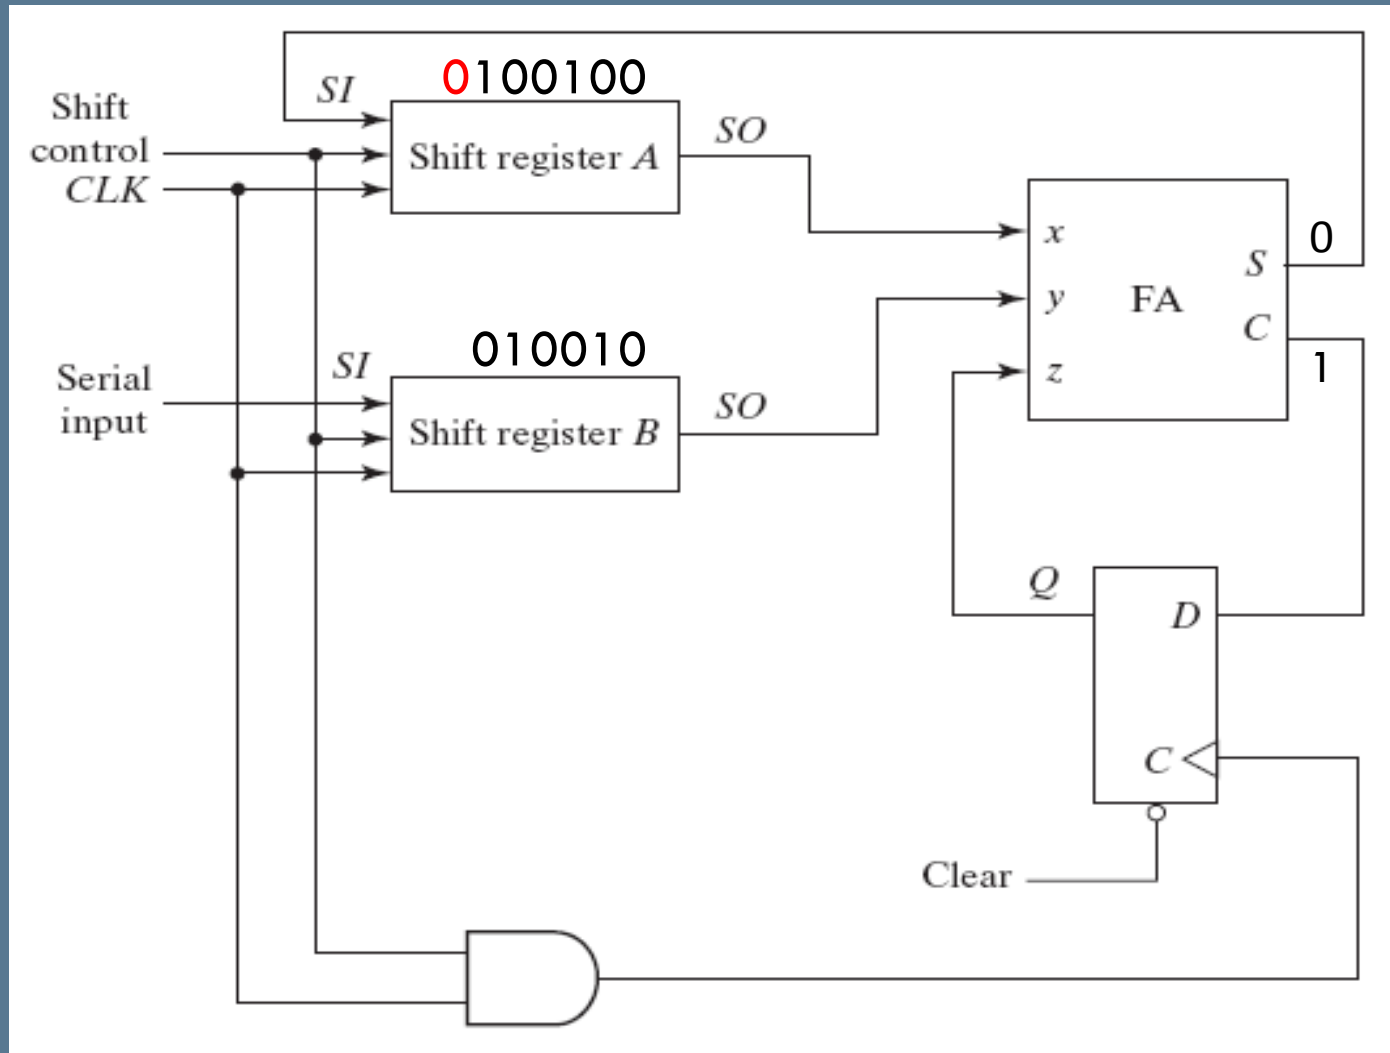 SI
0100100
Shift
control
CLK
Shift register A
SO
x
y
z
FA
S
C
0
1
Serial
input
SI
010010
Shift register B
SO
Q
D
C
Clear